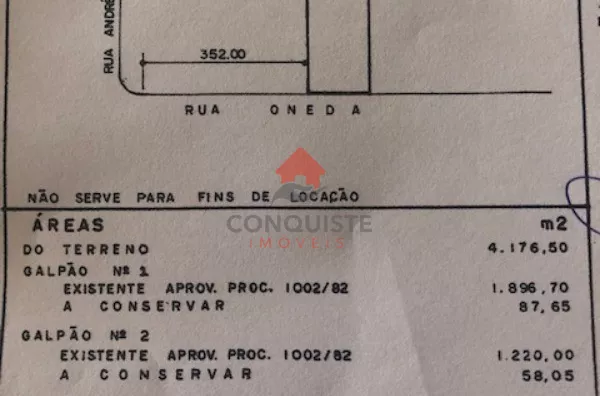 RUA ANDRÉ
352.00
RUA ONEDA
NÃO SERVE PARA FINS DE LOCAÇÃO
CONQUISTE
IMÓVEIS
ÁREAS m2
DO TERRENO 4.176,50
GALPÃO Nº 1
EXISTENTE APROV. PROC. 1002/82 1.896,70
A CONSERVAR 87,65
GALPÃO Nº 2
EXISTENTE APROV. PROC. 1002/82 1.220,00
A CONSERVAR 58,05